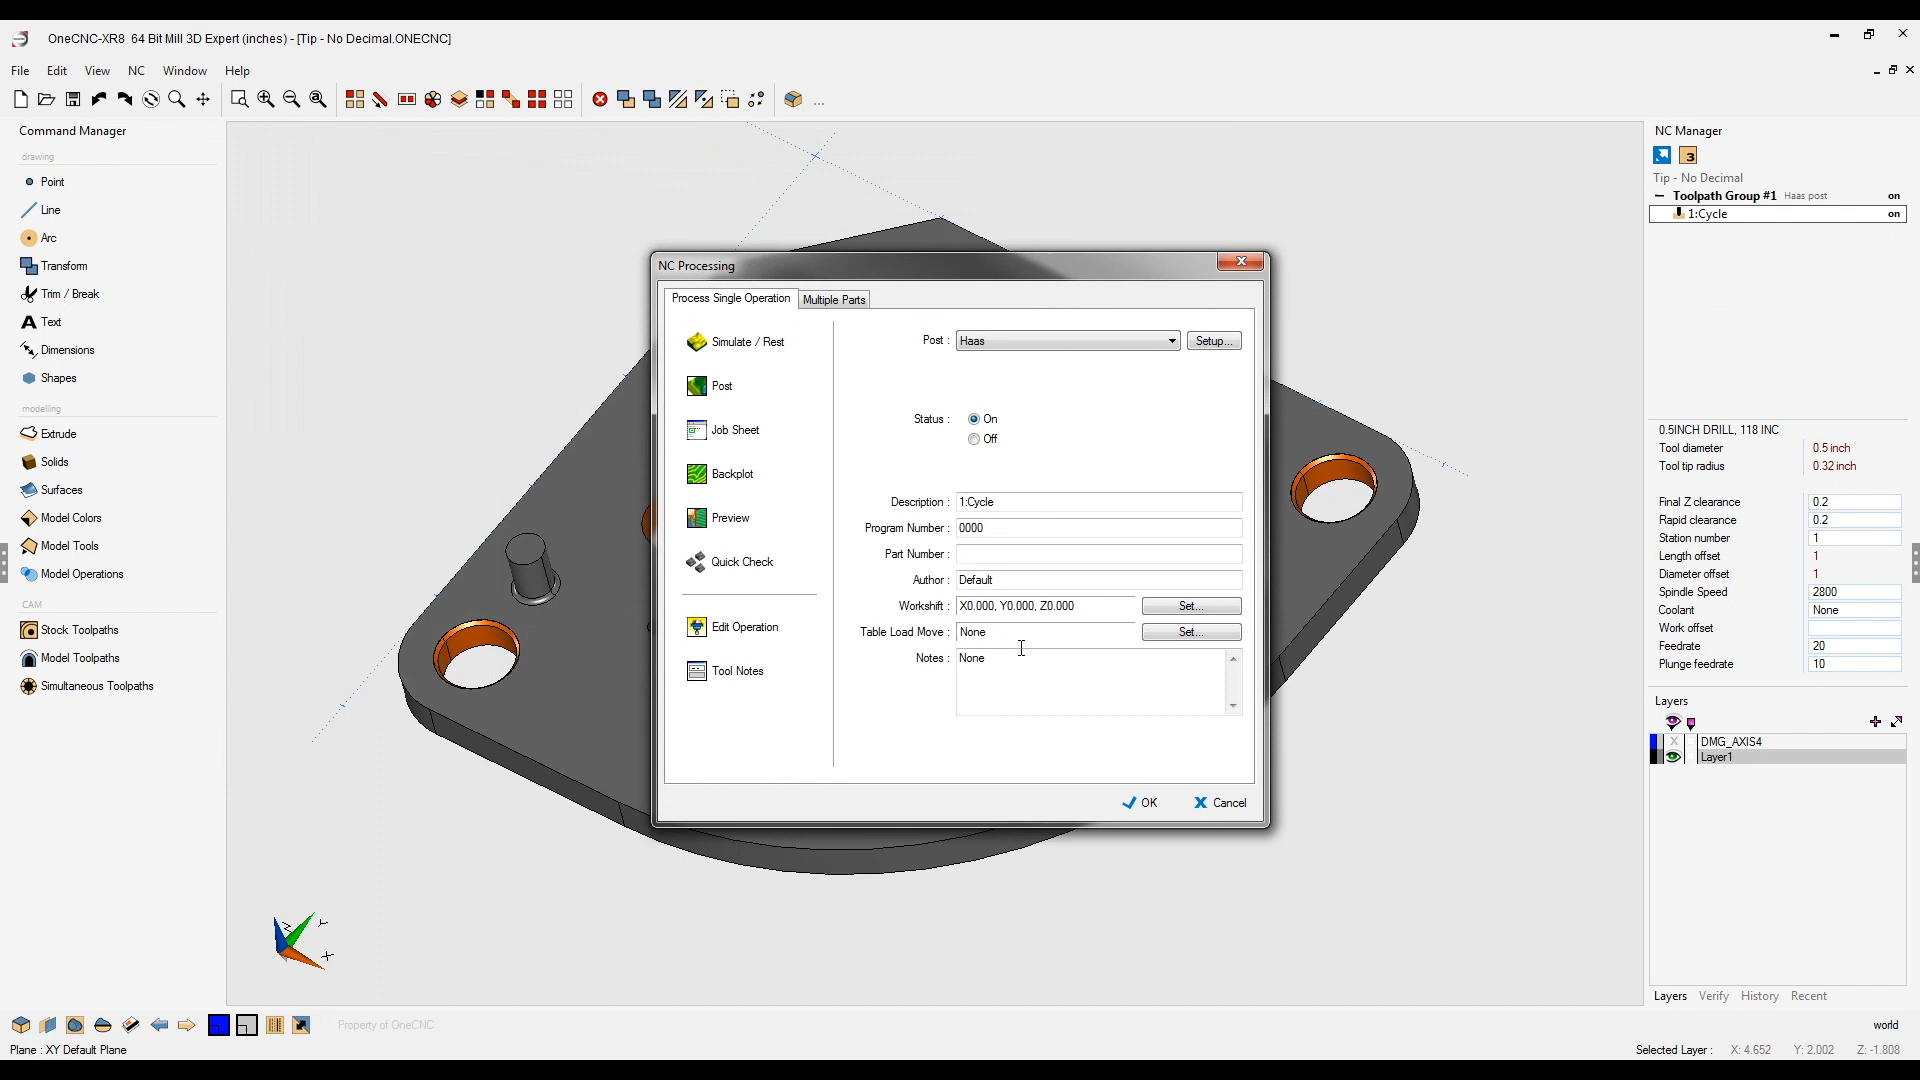 OneCNC-XR8 64 Bit Mill 3D Expert (inches) - [Tip - No Decimal.ONECNC]
File Edit View NC Window Help
...
Command Manager
drawing
Point
Line
Arc
Transform
Trim / Break
Text
Dimensions
Shapes
modelling
Extrude
Solids
Surfaces
Model Colors
Model Tools
Model Operations
CAM
Stock Toolpaths
Model Toolpaths
Simultaneous Toolpaths
NC Processing
Process Single Operation Multiple Parts
Simulate / Rest
Post
Job Sheet
Backplot
Preview
Quick Check
Edit Operation
Tool Notes
Post : Haas Setup...
Status : On
Off
Description : 1:Cycle
Program Number : 0000
Part Number :
Author : Default
Workshift : X0.000, Y0.000, Z0.000 Set...
Table Load Move : None Set...
Notes : None
OK Cancel
NC Manager
3
Tip - No Decimal
Toolpath Group #1 Haas post on
1:Cycle on
0.5INCH DRILL, 118 INC
Tool diameter 0.5 inch
Tool tip radius 0.32 inch
Final Z clearance 0.2
Rapid clearance 0.2
Station number 1
Length offset 1
Diameter offset 1
Spindle Speed 2800
Coolant None
Work offset
Feedrate 20
Plunge feedrate 10
Layers
X DMG_AXIS4
Layer1
Layers Verify History Recent
Z Y
X
Property of OneCNC
world
Plane : XY Default Plane
Selected Layer : X: 4.652 Y: 2.002 Z: -1.808